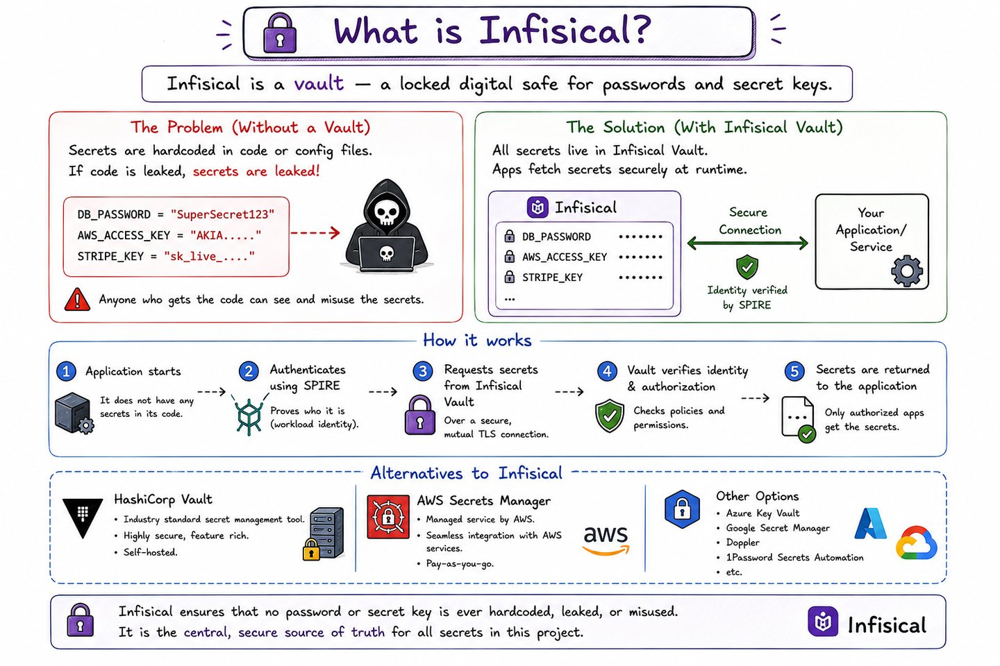 What is Infisical?
Infisical is a vault — a locked digital safe for passwords and secret keys.
The Problem (Without a Vault)
Secrets are hardcoded in code or config files.
If code is leaked, secrets are leaked!
DB_PASSWORD = "SuperSecret123"
AWS_ACCESS_KEY = "AKIA....."
STRIPE_KEY = "sk_live_...."
Anyone who gets the code can see and misuse the secrets.
The Solution (With Infisical Vault)
All secrets live in Infisical Vault.
Apps fetch secrets securely at runtime.
Infisical
DB_PASSWORD •••••••
AWS_ACCESS_KEY •••••••
STRIPE_KEY •••••••
...
Secure
Connection
Identity verified
by SPIRE
Your
Application/
Service
How it works
1 Application starts
It does not have any
secrets in its code.
2 Authenticates
using SPIRE
Proves who it is
(workload identity).
3 Requests secrets
from Infisical
Vault
Over a secure,
mutual TLS connection.
4 Vault verifies identity
& authorization
Checks policies and
permissions.
5 Secrets are returned
to the application
Only authorized apps
get the secrets.
Alternatives to Infisical
HashiCorp Vault
• Industry standard secret management tool.
• Highly secure, feature rich.
• Self-hosted.
AWS Secrets Manager
• Managed service by AWS.
• Seamless integration with AWS
services.
• Pay-as-you-go.
aws
Other Options
• Azure Key Vault
• Google Secret Manager
• Doppler
• 1Password Secrets Automation
• etc.
Infisical ensures that no password or secret key is ever hardcoded, leaked, or misused.
It is the central, secure source of truth for all secrets in this project.
Infisical